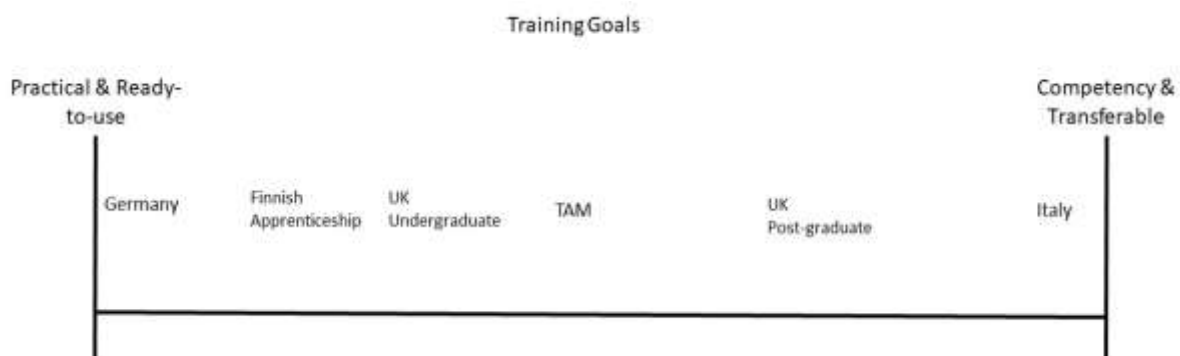 Training Goals
Practical & Ready-
to-use
Competency &
Transferable
Germany
Finnish
Apprenticeship
UK
Undergraduate
TAM
UK
Post-graduate
Italy